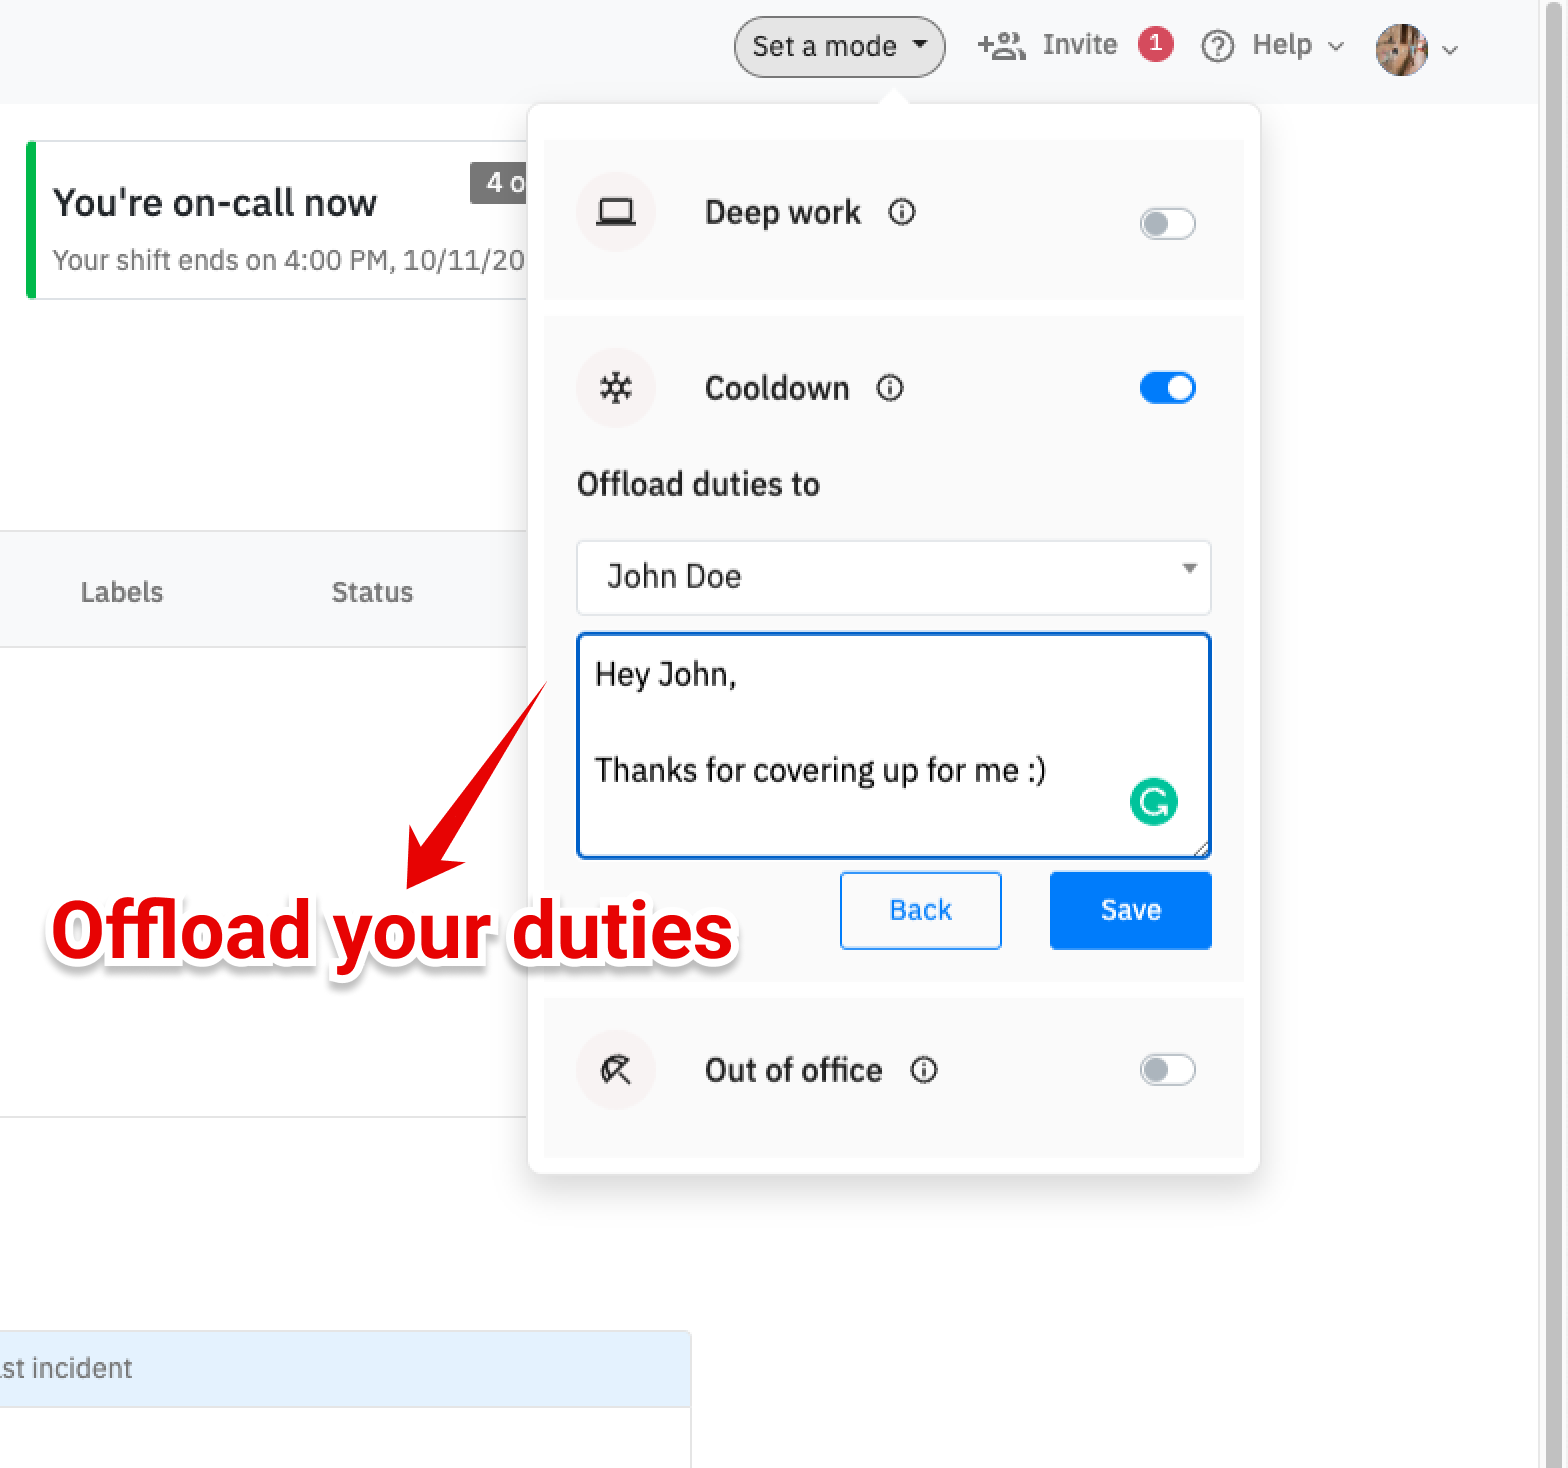 Set a mode
Invite
1
Help
You're on-call now
4 o
Your shift ends on 4:00 PM, 10/11/20
Deep work
Cooldown
Offload duties to
John Doe
Labels
Status
Hey John,
Thanks for covering up for me :)
Offload your duties
Back
Save
Out of office
st incident